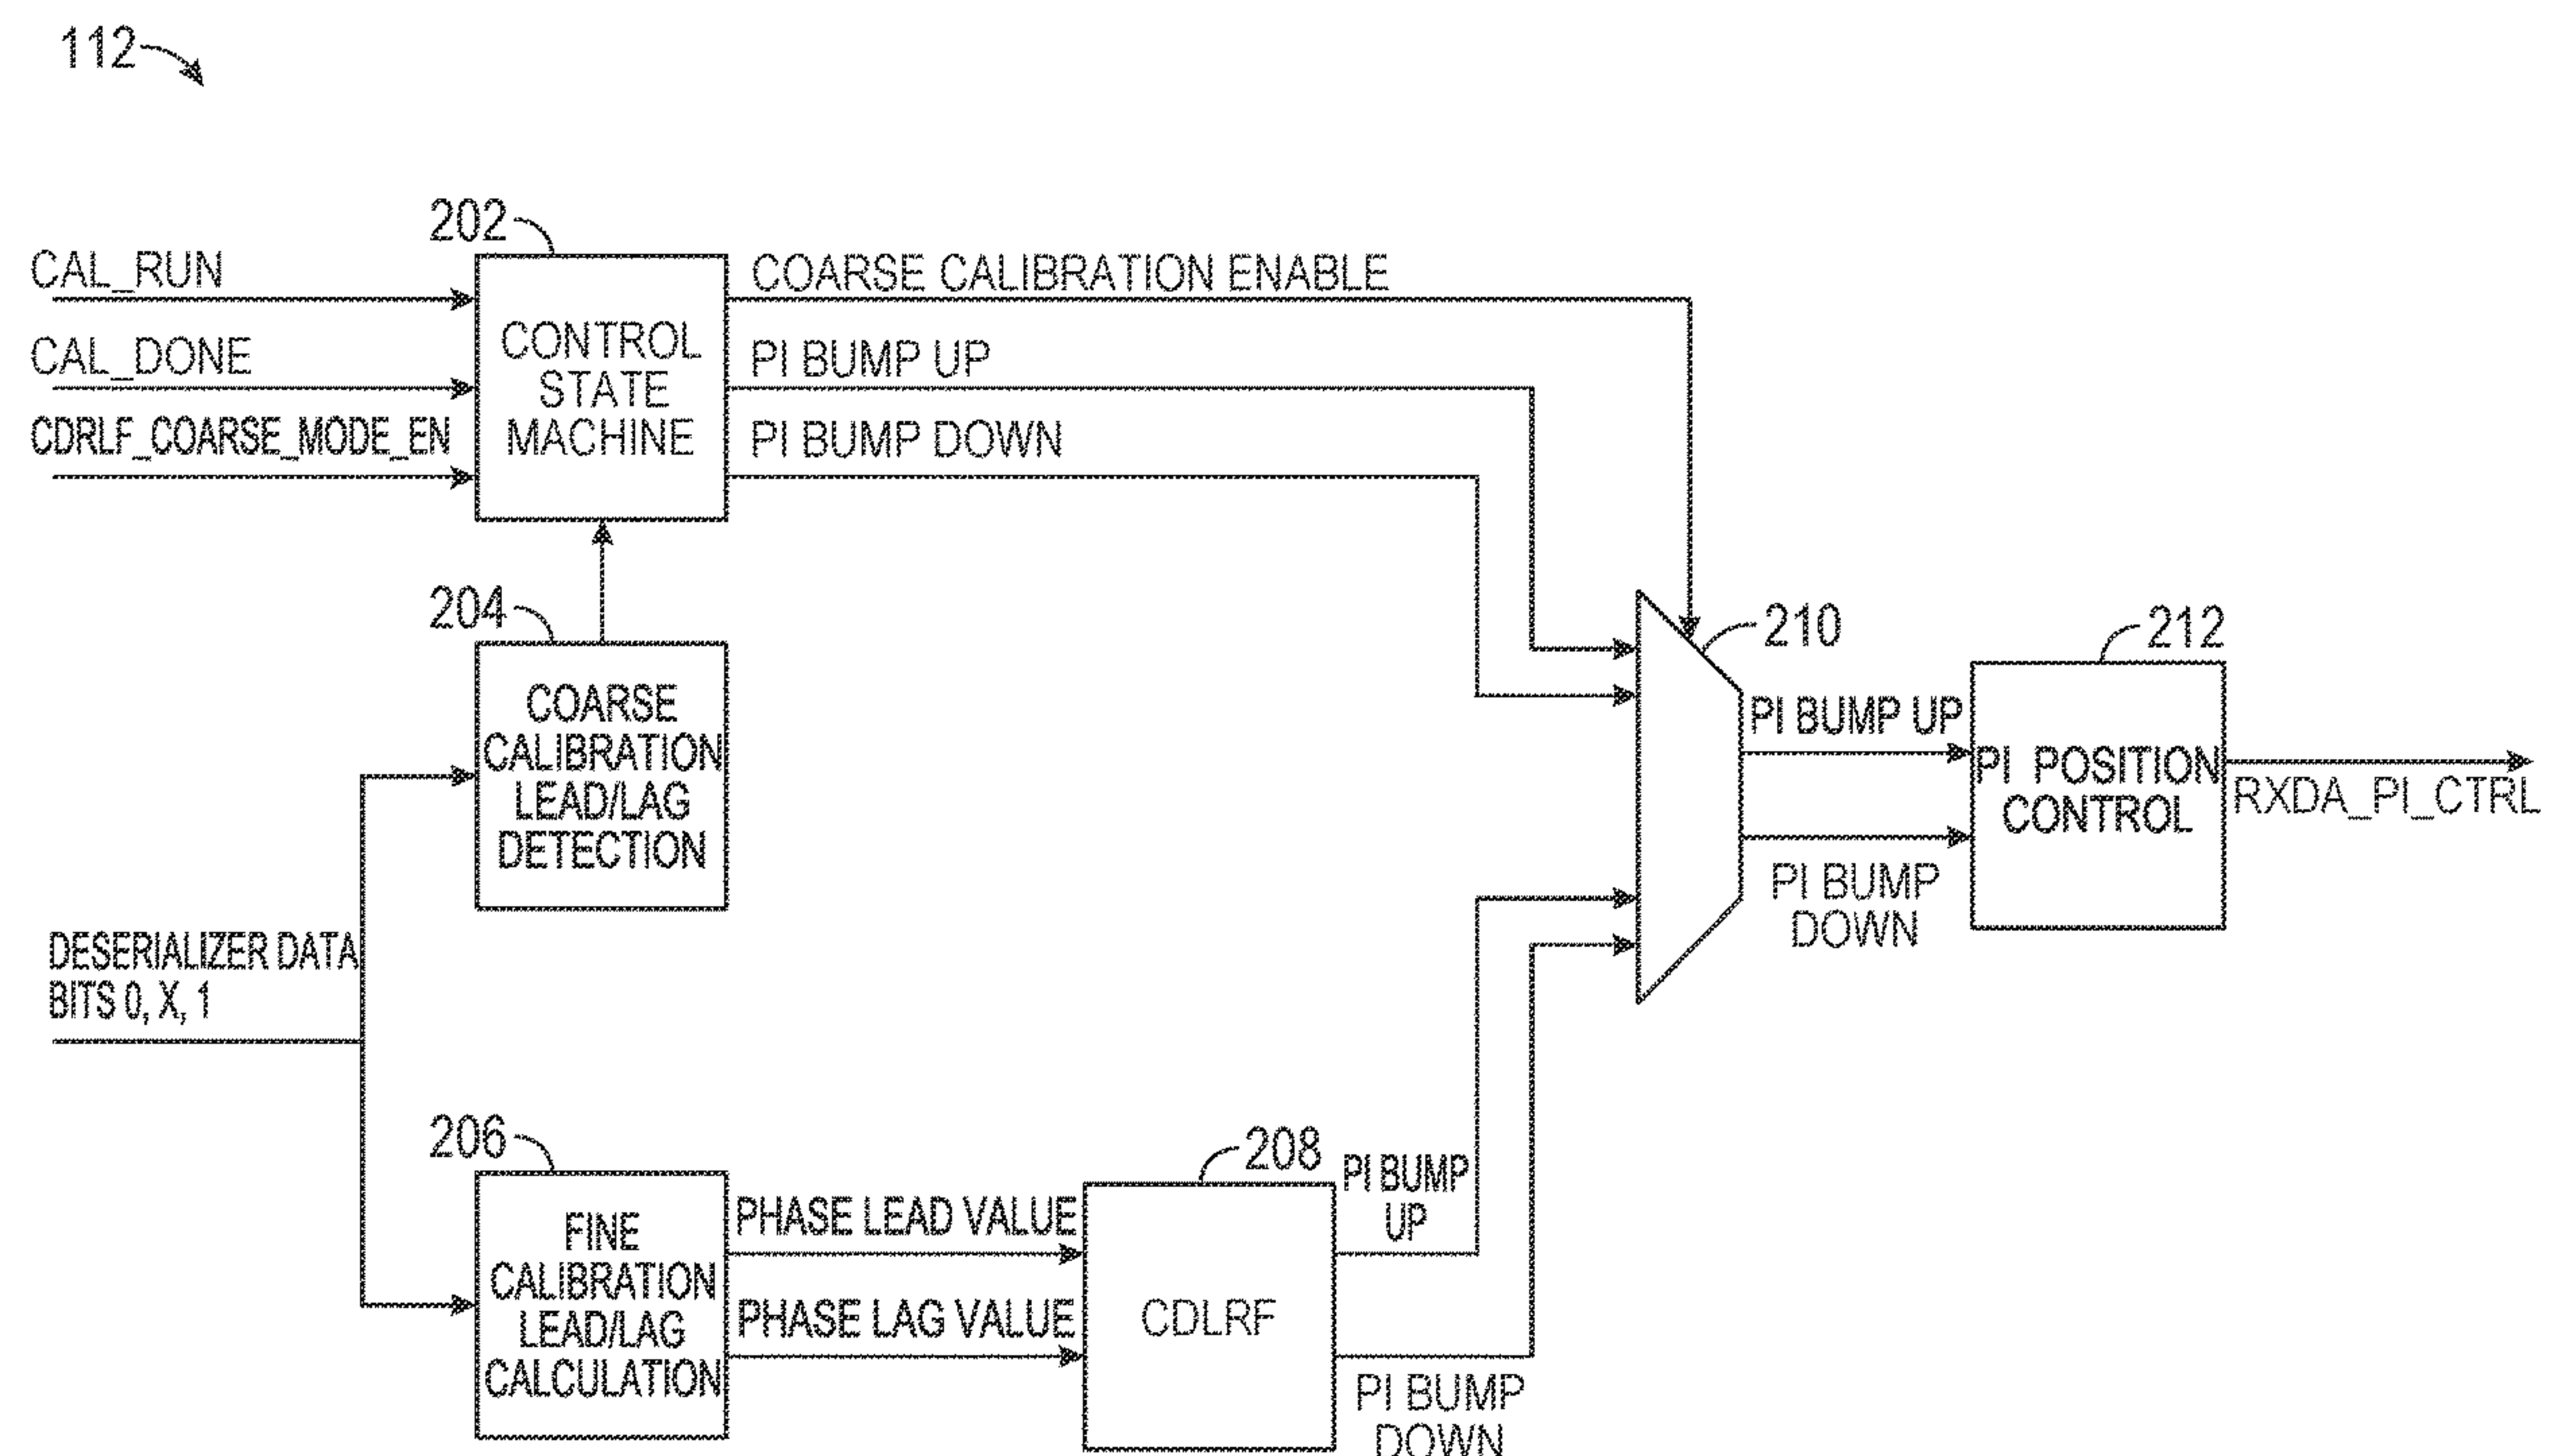 112
202
CAL_RUN
CAL_DONE
CDRLF_COARSE_MODE_EN
CONTROL
STATE
MACHINE
COARSE CALIBRATION ENABLE
PI BUMP UP
PI BUMP DOWN
204
COARSE
CALIBRATION
LEAD/LAG
DETECTION
DESERIALIZER DATA
BITS 0, X, 1
206
FINE
CALIBRATION
LEAD/LAG
CALCULATION
PHASE LEAD VALUE
PHASE LAG VALUE
208
CDLRF
PI BUMP
UP
PI BUMP
DOWN
210
PI BUMP UP
PI BUMP
DOWN
212
PI POSITION
CONTROL
RXDA_PI_CTRL